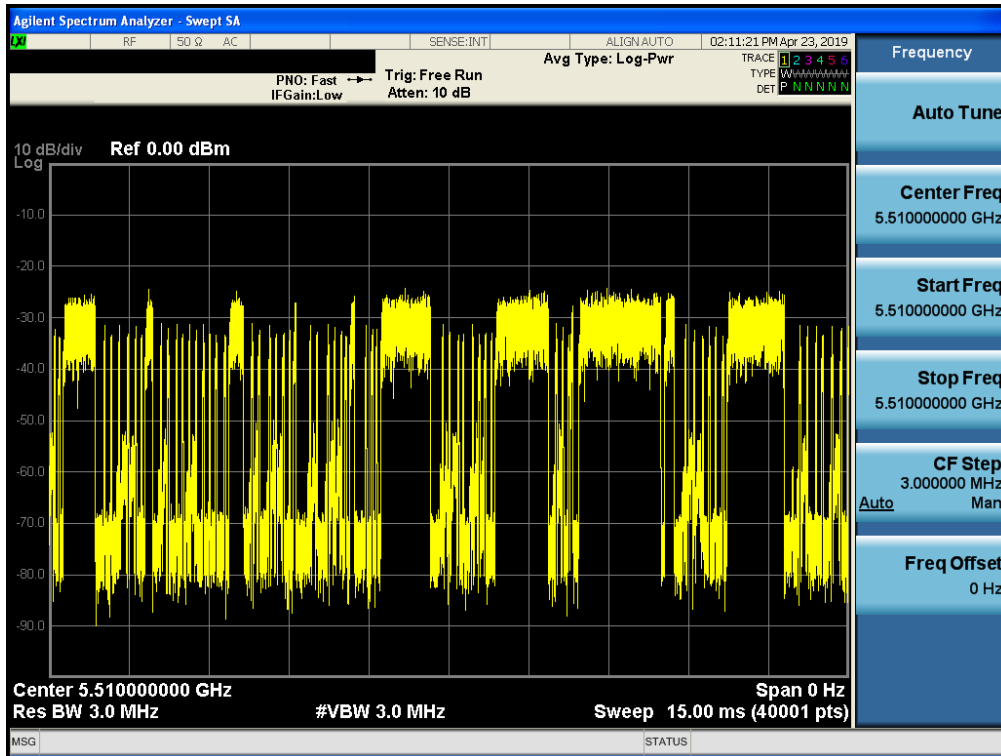 Agilent Spectrum Analyzer - Swept SA
LXI RF 50 Ω AC SENSE:INT ALIGN AUTO 02:11:21 PM Apr 23, 2019
Avg Type: Log-Pwr
TRACE 1 2 3 4 5 6
PNO: Fast Trig: Free Run
TYPE W
IFGain:Low Atten: 10 dB
DET P N N N N N
Frequency
Auto Tune
Center Freq
5.510000000 GHz
Start Freq
5.510000000 GHz
Stop Freq
5.510000000 GHz
CF Step
3.000000 MHz
Auto Man
Freq Offset
0 Hz
10 dB/div Ref 0.00 dBm
Log
-10.0
-20.0
-30.0
-40.0
-50.0
-60.0
-70.0
-80.0
-90.0
Center 5.510000000 GHz Span 0 Hz
Res BW 3.0 MHz #VBW 3.0 MHz Sweep 15.00 ms (40001 pts)
MSG STATUS